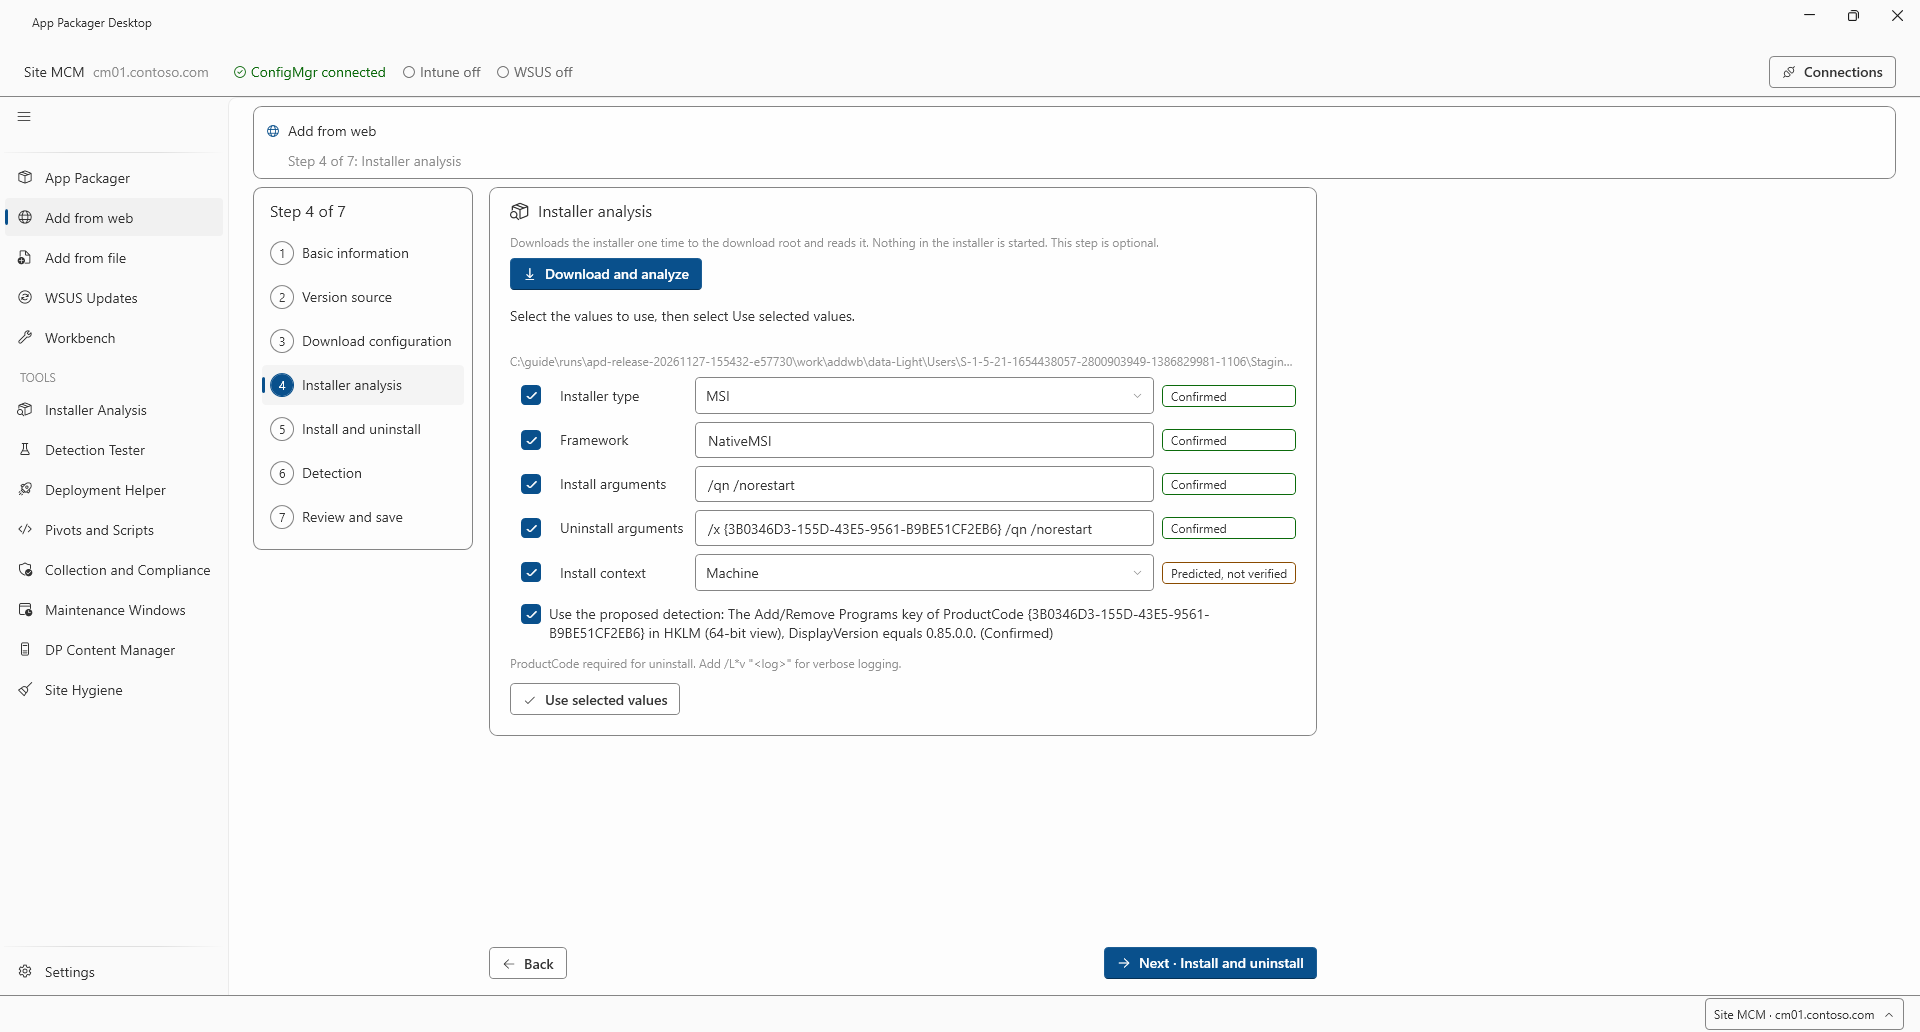 App Packager Desktop
Site MCM cm01.contoso.com ConfigMgr connected Intune off WSUS off
Connections
App Packager
Add from web
Add from file
WSUS Updates
Workbench
TOOLS
Installer Analysis
Detection Tester
Deployment Helper
Pivots and Scripts
Collection and Compliance
Maintenance Windows
DP Content Manager
Site Hygiene
Settings
Add from web
Step 4 of 7: Installer analysis
Step 4 of 7
1 Basic information
2 Version source
3 Download configuration
4 Installer analysis
5 Install and uninstall
6 Detection
7 Review and save
Installer analysis
Downloads the installer one time to the download root and reads it. Nothing in the installer is started. This step is optional.
Download and analyze
Select the values to use, then select Use selected values.
C:\guide\runs\apd-release-20261127-155432-e57730\work\addwb\data-Light\Users\S-1-5-21-1654438057-2800903949-1386829981-1106\Stagin...
Installer type MSI Confirmed
Framework NativeMSI Confirmed
Install arguments /qn /norestart Confirmed
Uninstall arguments /x {3B0346D3-155D-43E5-9561-B9BE51CF2EB6} /qn /norestart Confirmed
Install context Machine Predicted, not verified
Use the proposed detection: The Add/Remove Programs key of ProductCode {3B0346D3-155D-43E5-9561-
B9BE51CF2EB6} in HKLM (64-bit view), DisplayVersion equals 0.85.0.0. (Confirmed)
ProductCode required for uninstall. Add /L*v "<log>" for verbose logging.
Use selected values
Back
Next · Install and uninstall
Site MCM · cm01.contoso.com